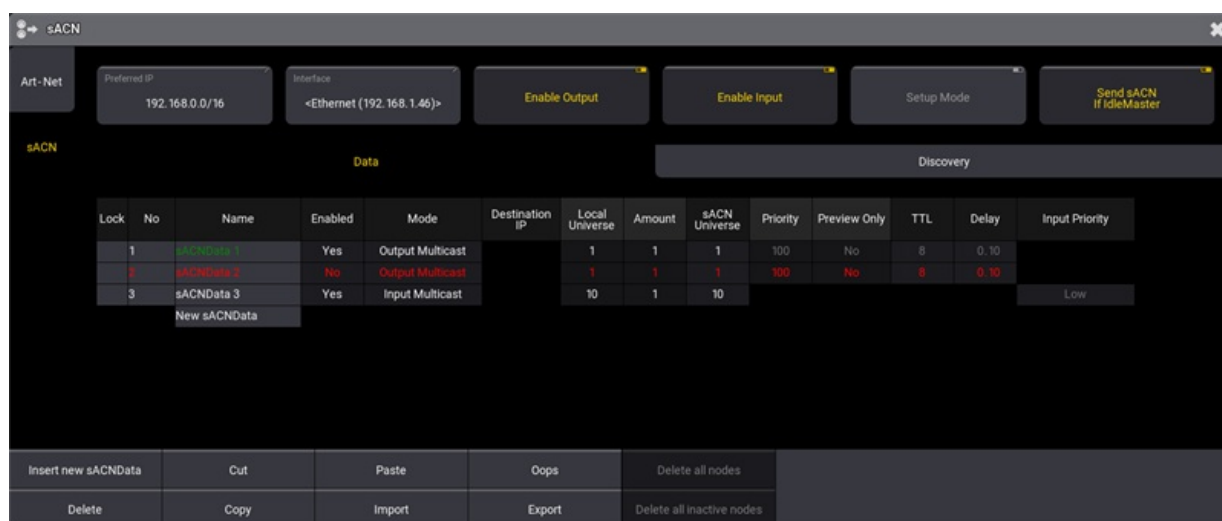 sACN
Art-Net
Preferred IP
192.168.0.0/16
Interface
<Ethernet (192.168.1.46)>
Enable Output
Enable Input
Setup Mode
Send sACN
If IdleMaster
sACN
Data
Discovery
Lock No Name Enabled Mode Destination IP Local Universe Amount sACN Universe Priority Preview Only TTL Delay Input Priority
1 sACNData 1 Yes Output Multicast 1 1 1 100 No 8 0.10
2 sACNData 2 No Output Multicast 1 1 1 100 No 8 0.10
3 sACNData 3 Yes Input Multicast 10 1 10 Low
New sACNData
Insert new sACNData Cut Paste Oops Delete all nodes
Delete Copy Import Export Delete all inactive nodes